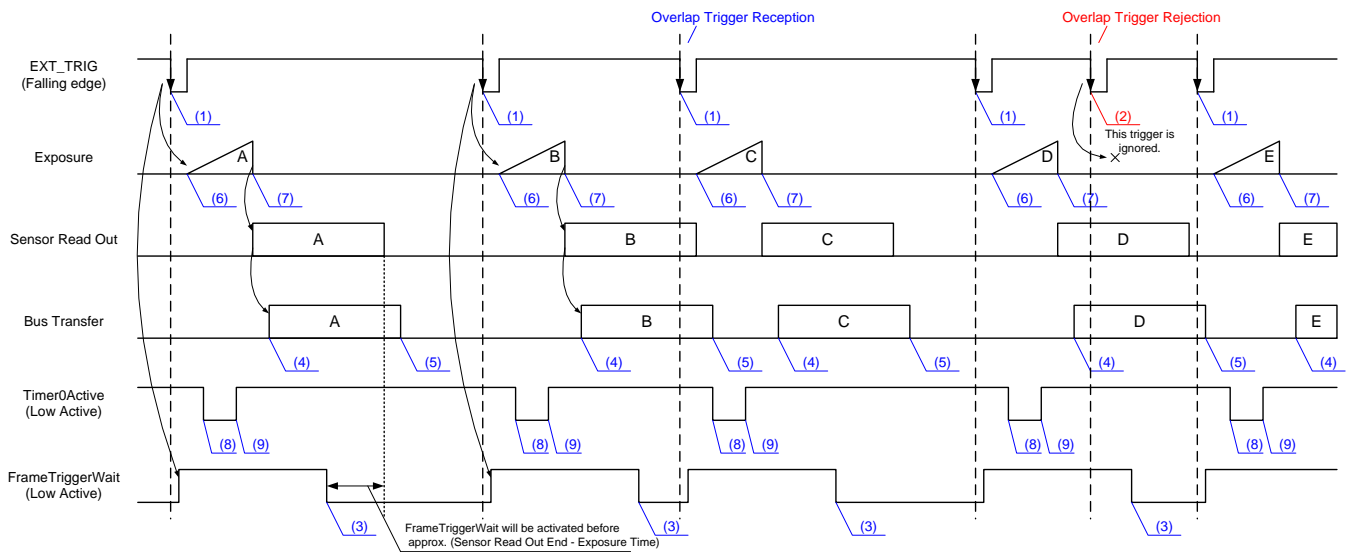 Overlap Trigger Reception
Overlap Trigger Rejection
EXT_TRIG
(Falling edge)
(1)
(1)
(1)
(1)
(2)
(1)
This trigger is
ignored.
Exposure
A
B
C
D
E
(6)
(7)
(6)
(7)
(6)
(7)
(6)
(7)
(6)
(7)
Sensor Read Out
A
B
C
D
E
Bus Transfer
A
B
C
D
E
(4)
(5)
(4)
(5)
(4)
(5)
(4)
(5)
(4)
Timer0Active
(Low Active)
(8)
(9)
(8)
(9)
(8)
(9)
(8)
(9)
(8)
(9)
FrameTriggerWait
(Low Active)
(3)
(3)
(3)
(3)
FrameTriggerWait will be activated before
approx. (Sensor Read Out End - Exposure Time)